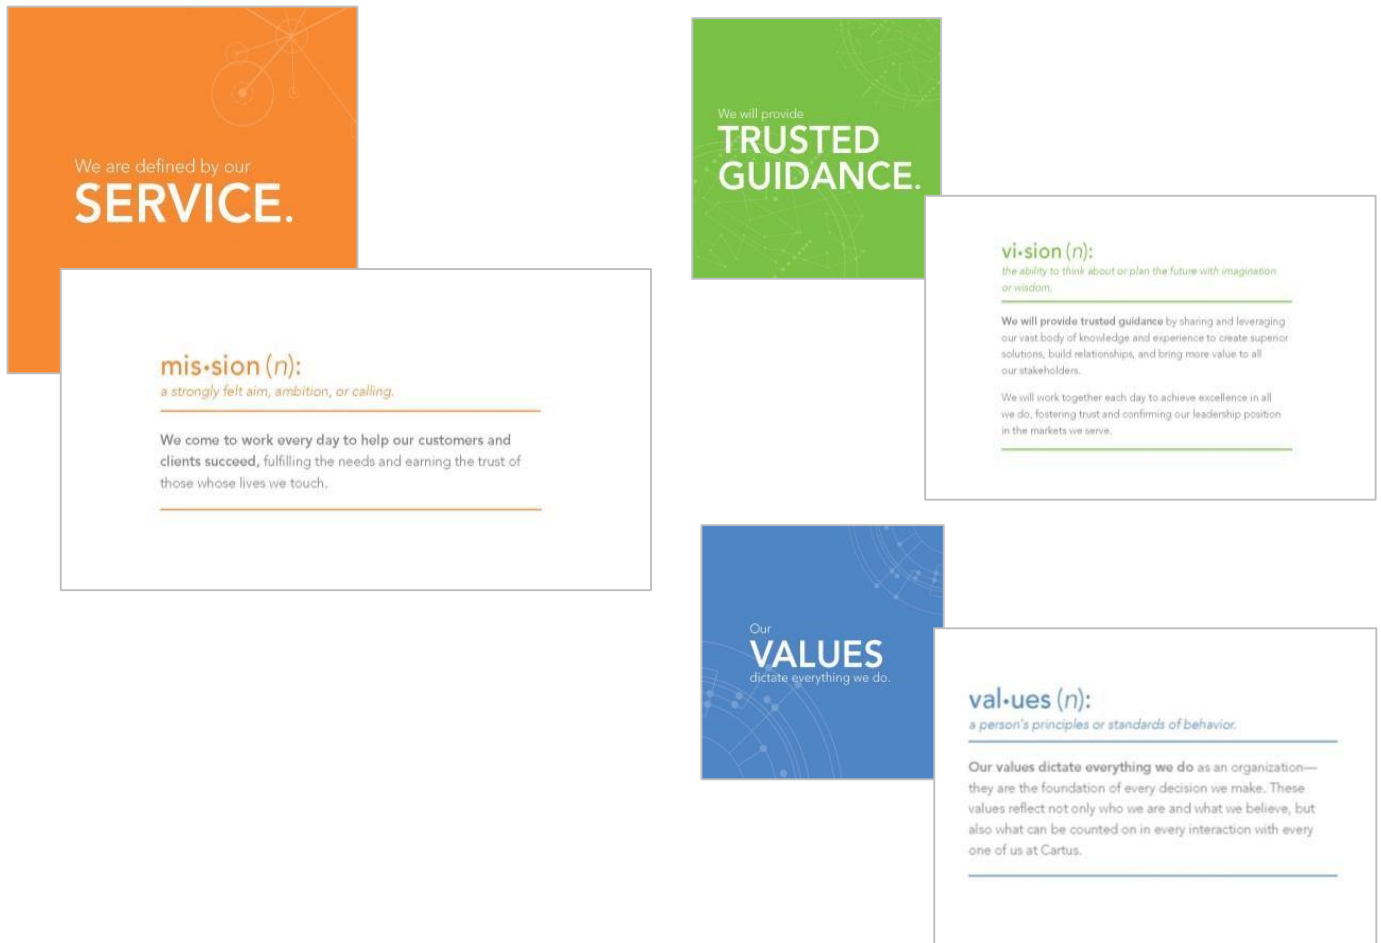 We are defined by our
SERVICE.
mis•sion (n):
a strongly felt aim, ambition, or calling.
We come to work every day to help our customers and
clients succeed, fulfilling the needs and earning the trust of
those whose lives we touch.
We will provide
TRUSTED
GUIDANCE.
vi•sion (n):
the ability to think about or plan the future with imagination
or wisdom.
We will provide trusted guidance by sharing and leveraging
our vast body of knowledge and experience to create superior
solutions, build relationships, and bring more value to all
our stakeholders.
We will work together each day to achieve excellence in all
we do, fostering trust and confirming our leadership position
in the markets we serve.
Our
VALUES
dictate everything we do.
val•ues (n):
a person's principles or standards of behavior.
Our values dictate everything we do as an organization—
they are the foundation of every decision we make. These
values reflect not only who we are and what we believe, but
also what can be counted on in every interaction with every
one of us at Cartus.